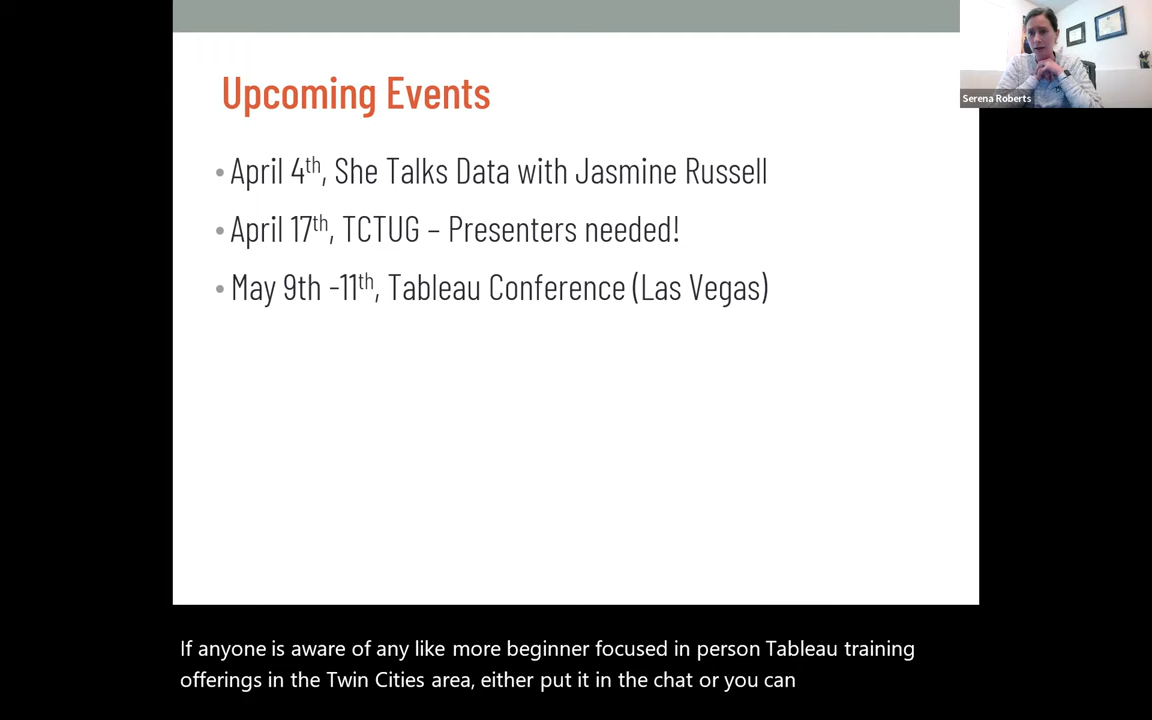 Upcoming Events
Serena Roberts
• April 4th, She Talks Data with Jasmine Russell
• April 17th, TCTUG – Presenters needed!
• May 9th -11th, Tableau Conference (Las Vegas)
If anyone is aware of any like more beginner focused in person Tableau training
offerings in the Twin Cities area, either put it in the chat or you can